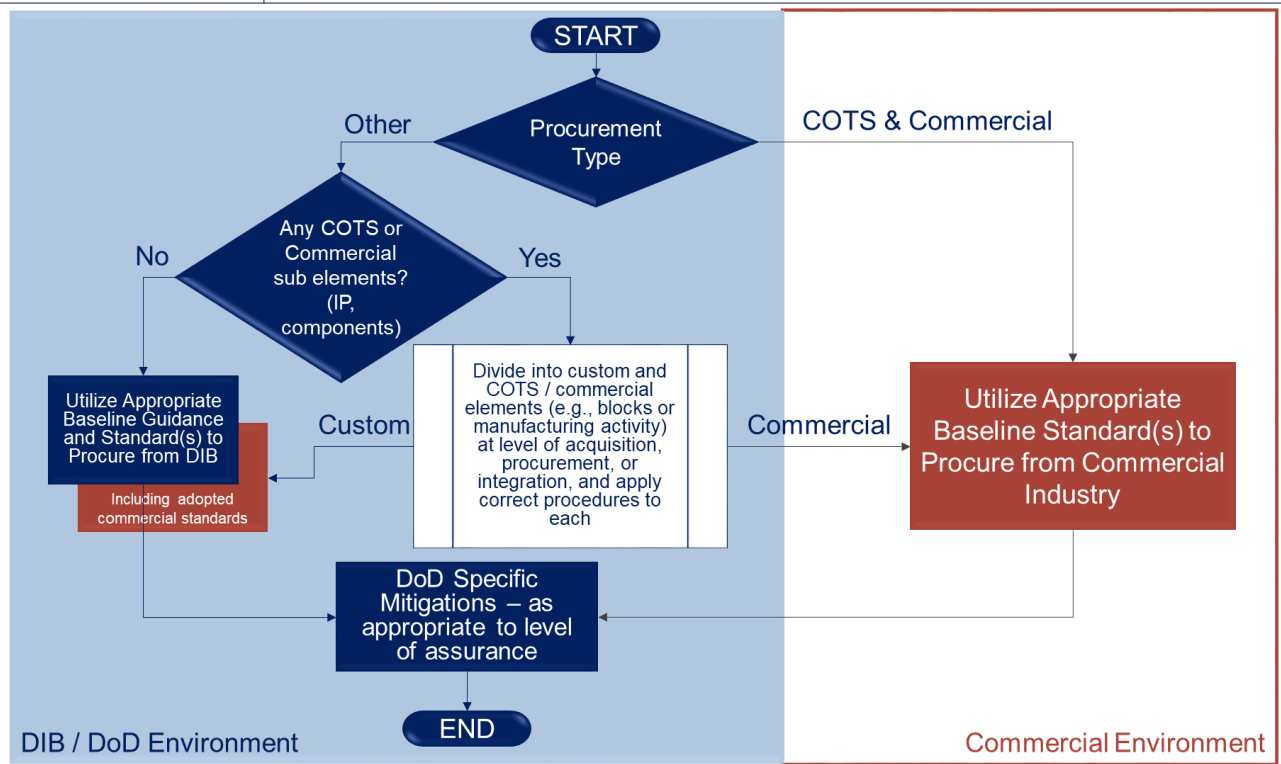 START
Procurement
Type
Other
COTS & Commercial
Any COTS or
Commercial
sub elements?
(IP,
components)
No
Yes
Utilize Appropriate
Baseline Guidance
and Standard(s) to
Procure from DIB
Including adopted
commercial standards
Custom
Divide into custom and
COTS / commercial
elements (e.g., blocks or
manufacturing activity)
at level of acquisition,
procurement, or
integration, and apply
correct procedures to
each
Commercial
Utilize Appropriate
Baseline Standard(s) to
Procure from Commercial
Industry
DoD Specific
Mitigations – as
appropriate to level
of assurance
END
DIB / DoD Environment
Commercial Environment